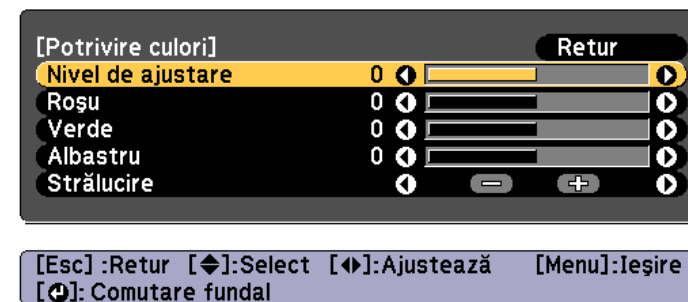 [Potrivire culori] Retur
Nivel de ajustare 0
Roşu 0
Verde 0
Albastru 0
Strălucire
[Esc] :Retur [◆]:Select [◆]:Ajustează [Menu]:Ieşire
[↵]: Comutare fundal